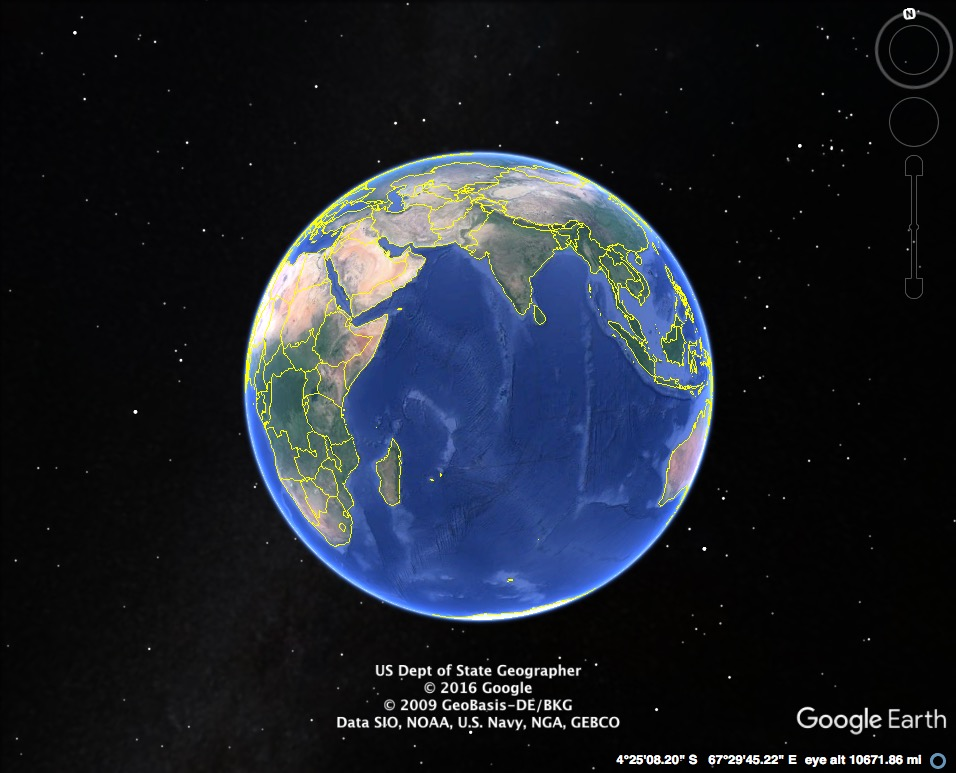 N
US Dept of State Geographer
© 2016 Google
© 2009 GeoBasis-DE/BKG
Data SIO, NOAA, U.S. Navy, NGA, GEBCO
Google Earth
4°25'08.20" S 67°29'45.22" E eye alt 10671.86 mi